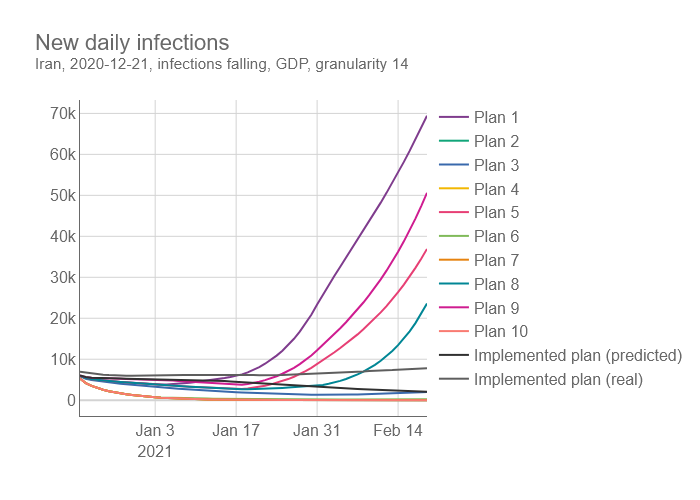 New daily infections
Iran, 2020-12-21, infections falling, GDP, granularity 14
70k
60k
50k
40k
30k
20k
10k
0
Jan 3
2021
Jan 17
Jan 31
Feb 14
Plan 1
Plan 2
Plan 3
Plan 4
Plan 5
Plan 6
Plan 7
Plan 8
Plan 9
Plan 10
Implemented plan (predicted)
Implemented plan (real)